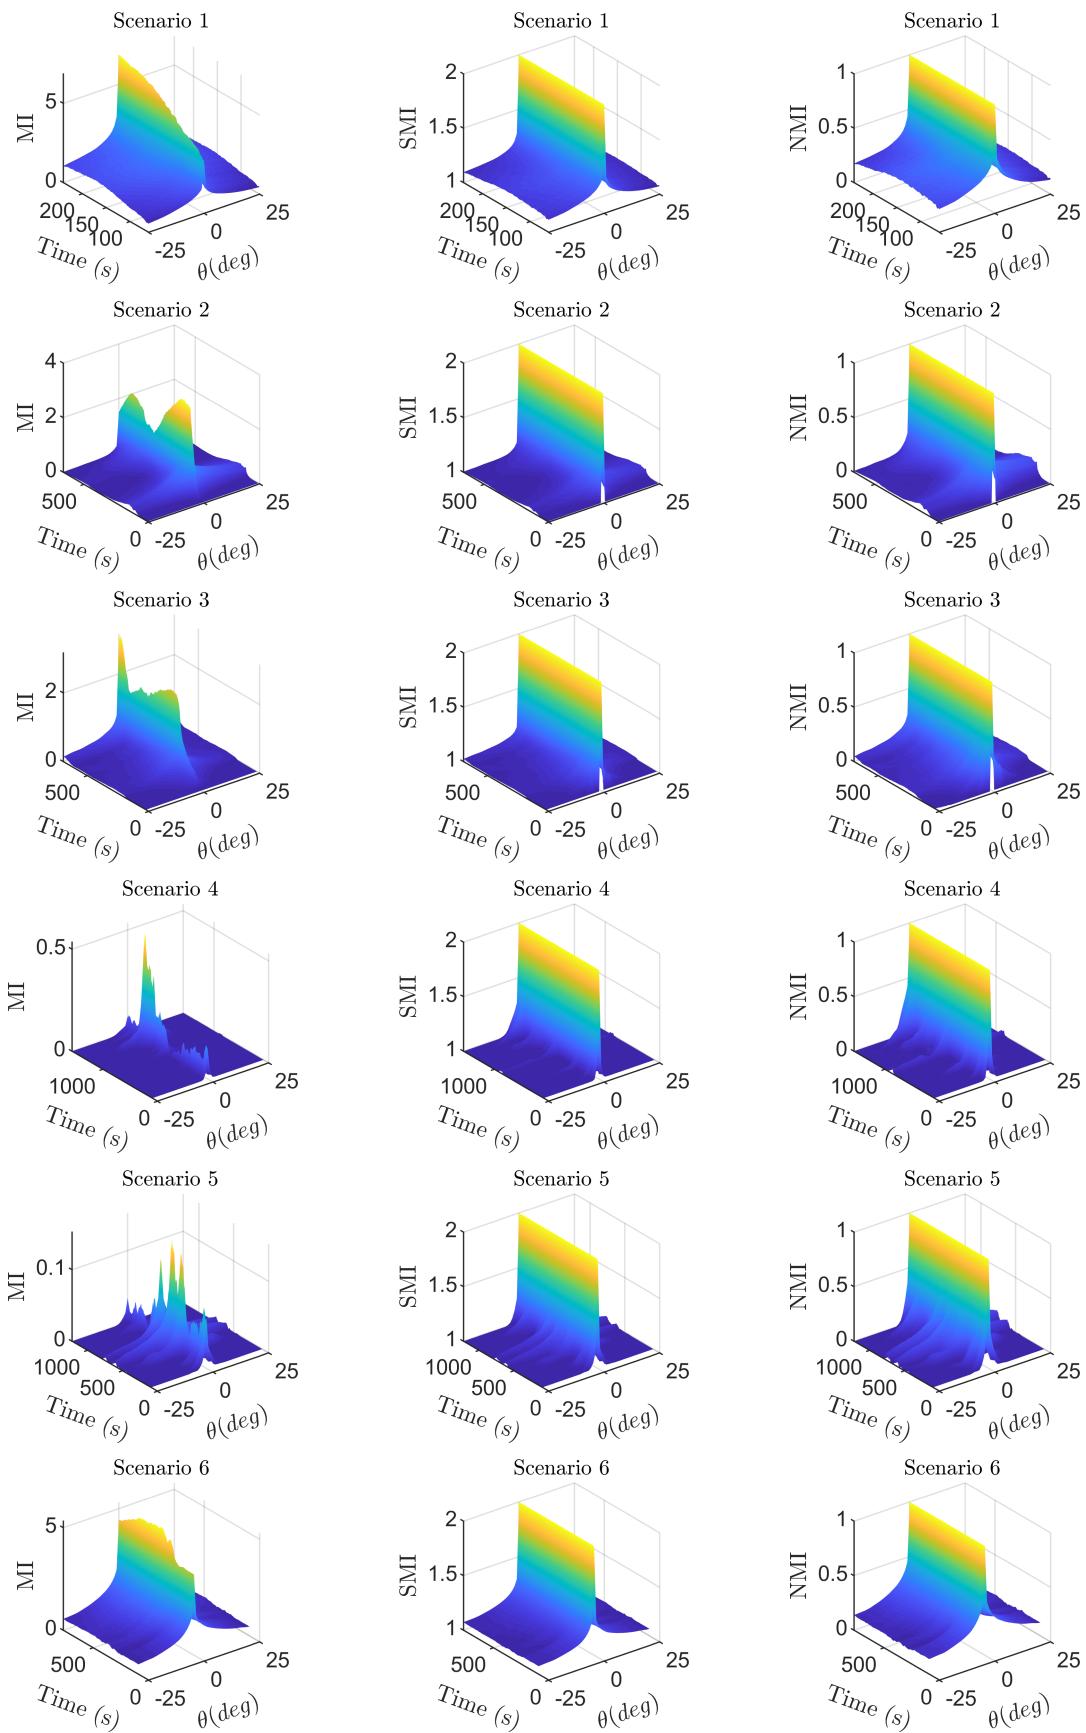 Scenario 1
Scenario 1
Scenario 1
MI
5
0
200
150
100
Time (s)
-25
0
25
θ(deg)
SMI
2
1.5
1
200
150
100
Time (s)
-25
0
25
θ(deg)
NMI
1
0.5
0
200
150
100
Time (s)
-25
0
25
θ(deg)
Scenario 2
Scenario 2
Scenario 2
MI
4
2
0
500
0
Time (s)
-25
0
25
θ(deg)
SMI
2
1.5
1
500
0
Time (s)
-25
0
25
θ(deg)
NMI
1
0.5
0
500
0
Time (s)
-25
0
25
θ(deg)
Scenario 3
Scenario 3
Scenario 3
MI
2
0
500
0
Time (s)
-25
0
25
θ(deg)
SMI
2
1.5
1
500
0
Time (s)
-25
0
25
θ(deg)
NMI
1
0.5
0
500
0
Time (s)
-25
0
25
θ(deg)
Scenario 4
Scenario 4
Scenario 4
MI
0.5
0
1000
0
Time (s)
-25
0
25
θ(deg)
SMI
2
1.5
1
1000
0
Time (s)
-25
0
25
θ(deg)
NMI
1
0.5
0
1000
0
Time (s)
-25
0
25
θ(deg)
Scenario 5
Scenario 5
Scenario 5
MI
0.1
0
1000
500
0
Time (s)
-25
0
25
θ(deg)
SMI
2
1.5
1
1000
500
0
Time (s)
-25
0
25
θ(deg)
NMI
1
0.5
0
1000
500
0
Time (s)
-25
0
25
θ(deg)
Scenario 6
Scenario 6
Scenario 6
MI
5
0
500
0
Time (s)
-25
0
25
θ(deg)
SMI
2
1.5
1
500
0
Time (s)
-25
0
25
θ(deg)
NMI
1
0.5
0
500
0
Time (s)
-25
0
25
θ(deg)